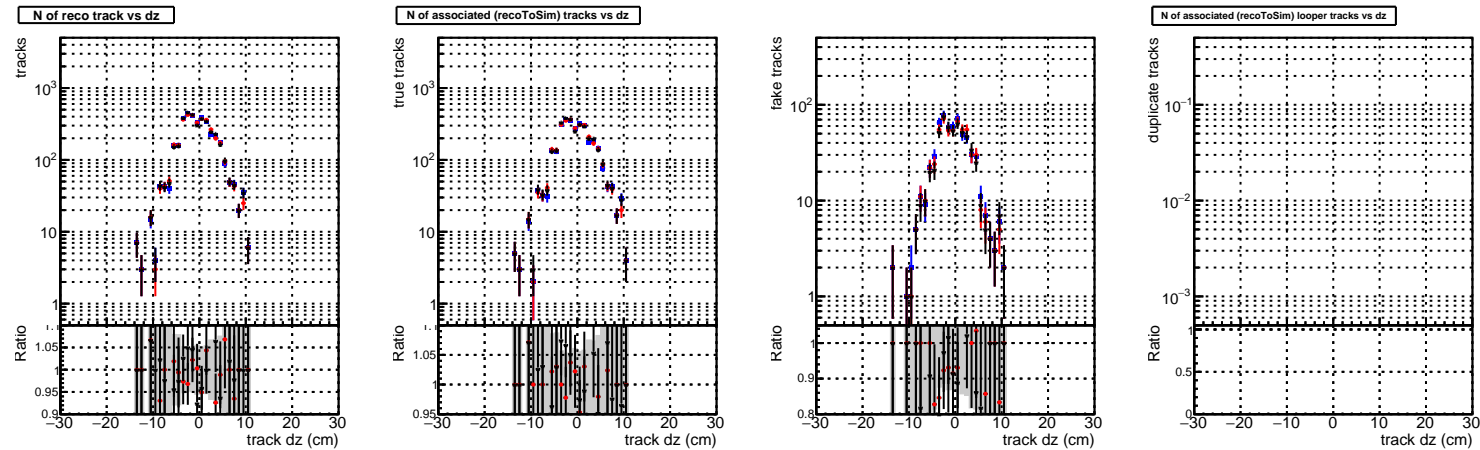 N of reco track vs dz
tracks
10³
10²
10
1
1.1
1.05
1
0.95
0.9
Ratio
−30 −20 −10 0 10 20 30
track dz (cm)
N of associated (recoToSim) tracks vs dz
true tracks
10³
10²
10
1
1.05
1
0.95
Ratio
−30 −20 −10 0 10 20 30
track dz (cm)
fake tracks
10²
10
1
0.9
0.8
Ratio
−30 −20 −10 0 10 20 30
track dz (cm)
N of associated (recoToSim) looper tracks vs dz
duplicate tracks
10⁻¹
10⁻²
10⁻³
1
0.5
0
Ratio
−30 −20 −10 0 10 20 30
track dz (cm)